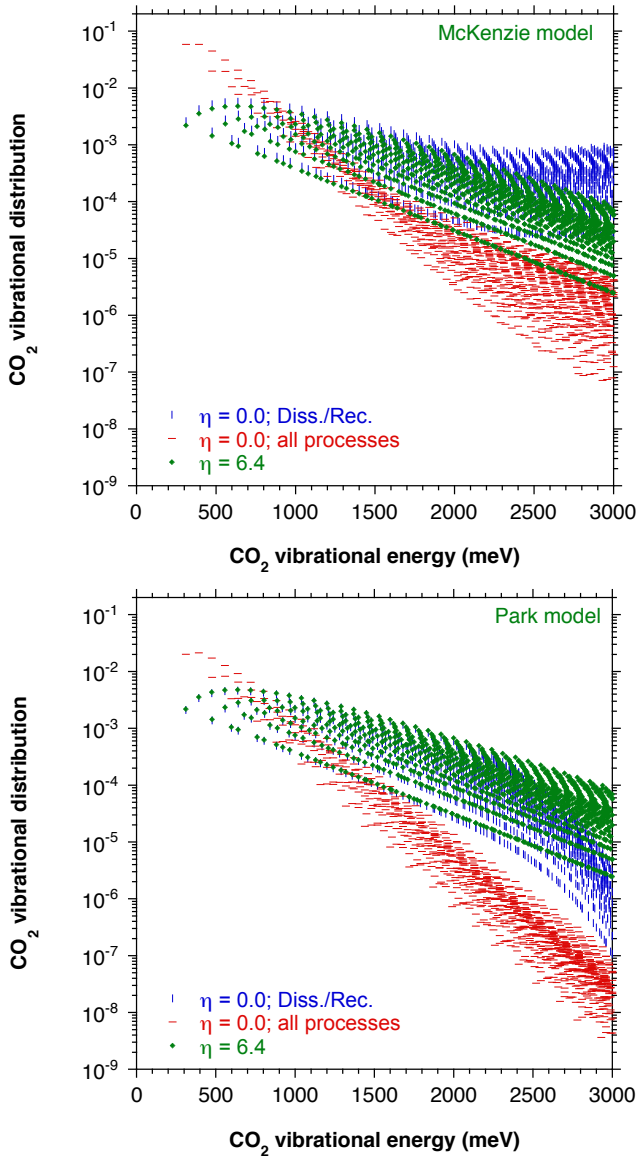 10⁻¹
10⁻²
10⁻³
10⁻⁴
10⁻⁵
10⁻⁶
10⁻⁷
10⁻⁸
10⁻⁹
CO₂ vibrational distribution
McKenzie model
η = 0.0; Diss./Rec.
η = 0.0; all processes
η = 6.4
0 500 1000 1500 2000 2500 3000
CO₂ vibrational energy (meV)
10⁻¹
10⁻²
10⁻³
10⁻⁴
10⁻⁵
10⁻⁶
10⁻⁷
10⁻⁸
10⁻⁹
CO₂ vibrational distribution
Park model
η = 0.0; Diss./Rec.
η = 0.0; all processes
η = 6.4
0 500 1000 1500 2000 2500 3000
CO₂ vibrational energy (meV)